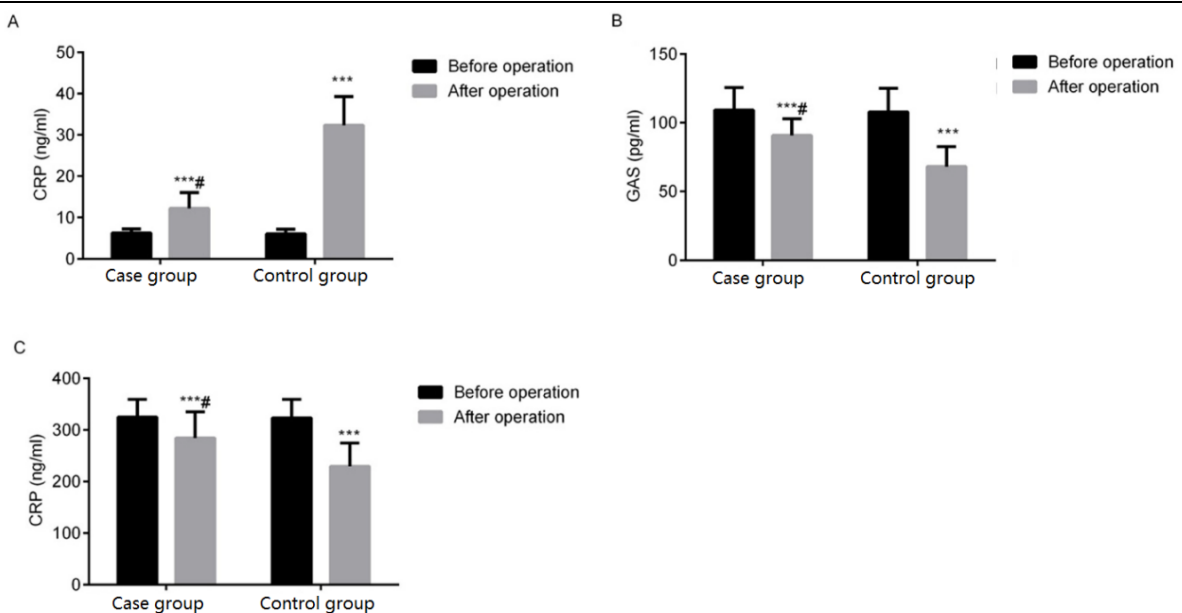 A
CRP (ng/ml)
50
40
30
20
10
0
***#
***
Case group
Control group
Before operation
After operation
B
GAS (pg/ml)
150
100
50
0
***#
***
Case group
Control group
Before operation
After operation
C
CRP (ng/ml)
400
300
200
100
0
***#
***
Case group
Control group
Before operation
After operation